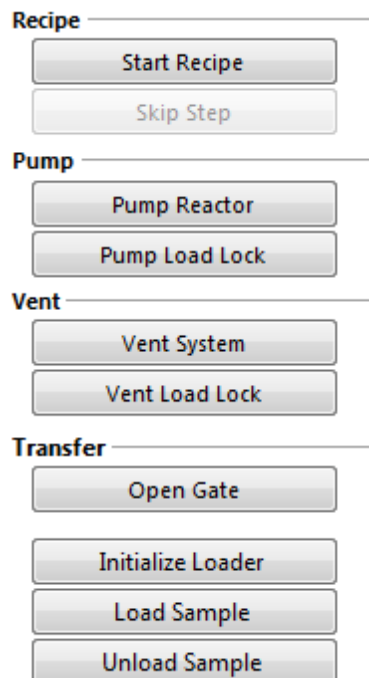 Recipe
Start Recipe
Skip Step
Pump
Pump Reactor
Pump Load Lock
Vent
Vent System
Vent Load Lock
Transfer
Open Gate
Initialize Loader
Load Sample
Unload Sample